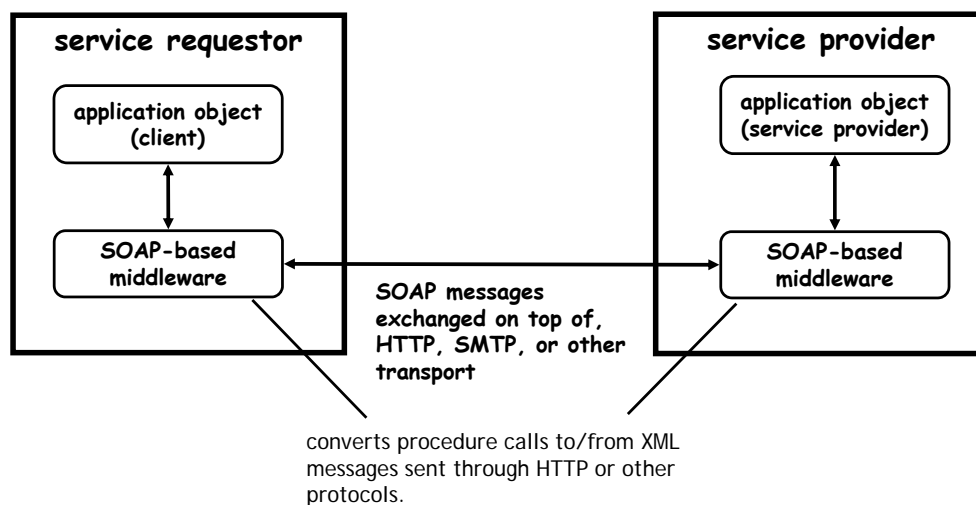 service requestor
application object
(client)
SOAP-based
middleware
service provider
application object
(service provider)
SOAP-based
middleware
SOAP messages
exchanged on top of,
HTTP, SMTP, or other
transport
converts procedure calls to/from XML
messages sent through HTTP or other
protocols.